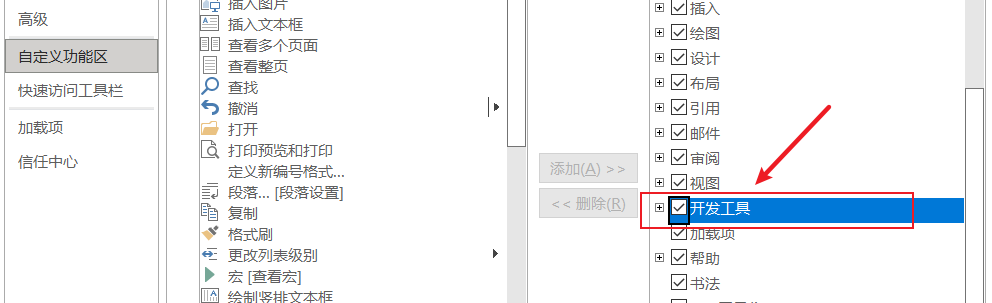 高级
自定义功能区
快速访问工具栏
加载项
信任中心
插入图片
插入文本框
查看多个页面
查看整页
查找
撤消
打开
打印预览和打印
定义新编号格式...
段落... [段落设置]
复制
格式刷
更改列表级别
宏 [查看宏]
绘制竖排文本框
添加(A) >>
<< 删除(R)
插入
绘图
设计
布局
引用
邮件
审阅
视图
开发工具
加载项
帮助
书法